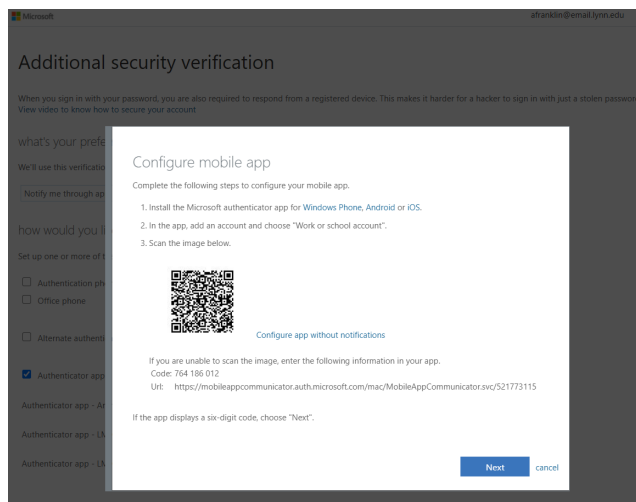 Microsoft
afranklin@email.lynn.edu
Additional security verification
When you sign in with your password, you are also required to respond from a registered device. This makes it harder for a hacker to sign in with just a stolen passwor
View video to know how to secure your account
what's your prefe
We'll use this verificatio
Notify me through ap
how would you li
Set up one or more of t
Authentication ph
Office phone
Alternate authenti
Authenticator app
Authenticator app - Ar
Authenticator app - LM
Authenticator app - LN
Configure mobile app
Complete the following steps to configure your mobile app.
1. Install the Microsoft authenticator app for Windows Phone, Android or iOS.
2. In the app, add an account and choose "Work or school account".
3. Scan the image below.
Configure app without notifications
If you are unable to scan the image, enter the following information in your app.
Code: 764 186 012
Url: https://mobileappcommunicator.auth.microsoft.com/mac/MobileAppCommunicator.svc/521773115
If the app displays a six-digit code, choose "Next".
Next cancel